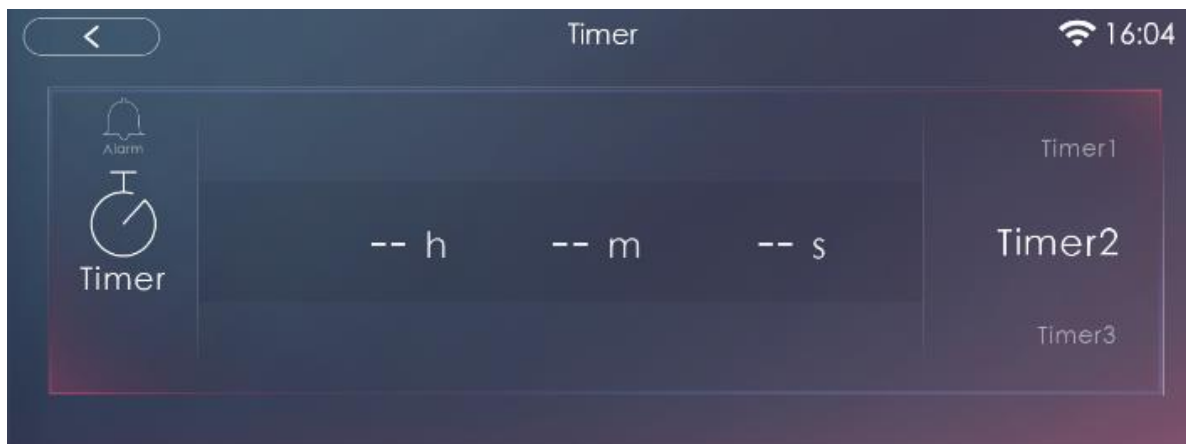 Timer
16:04
Alarm
Timer
-- h -- m -- s
Timer1
Timer2
Timer3